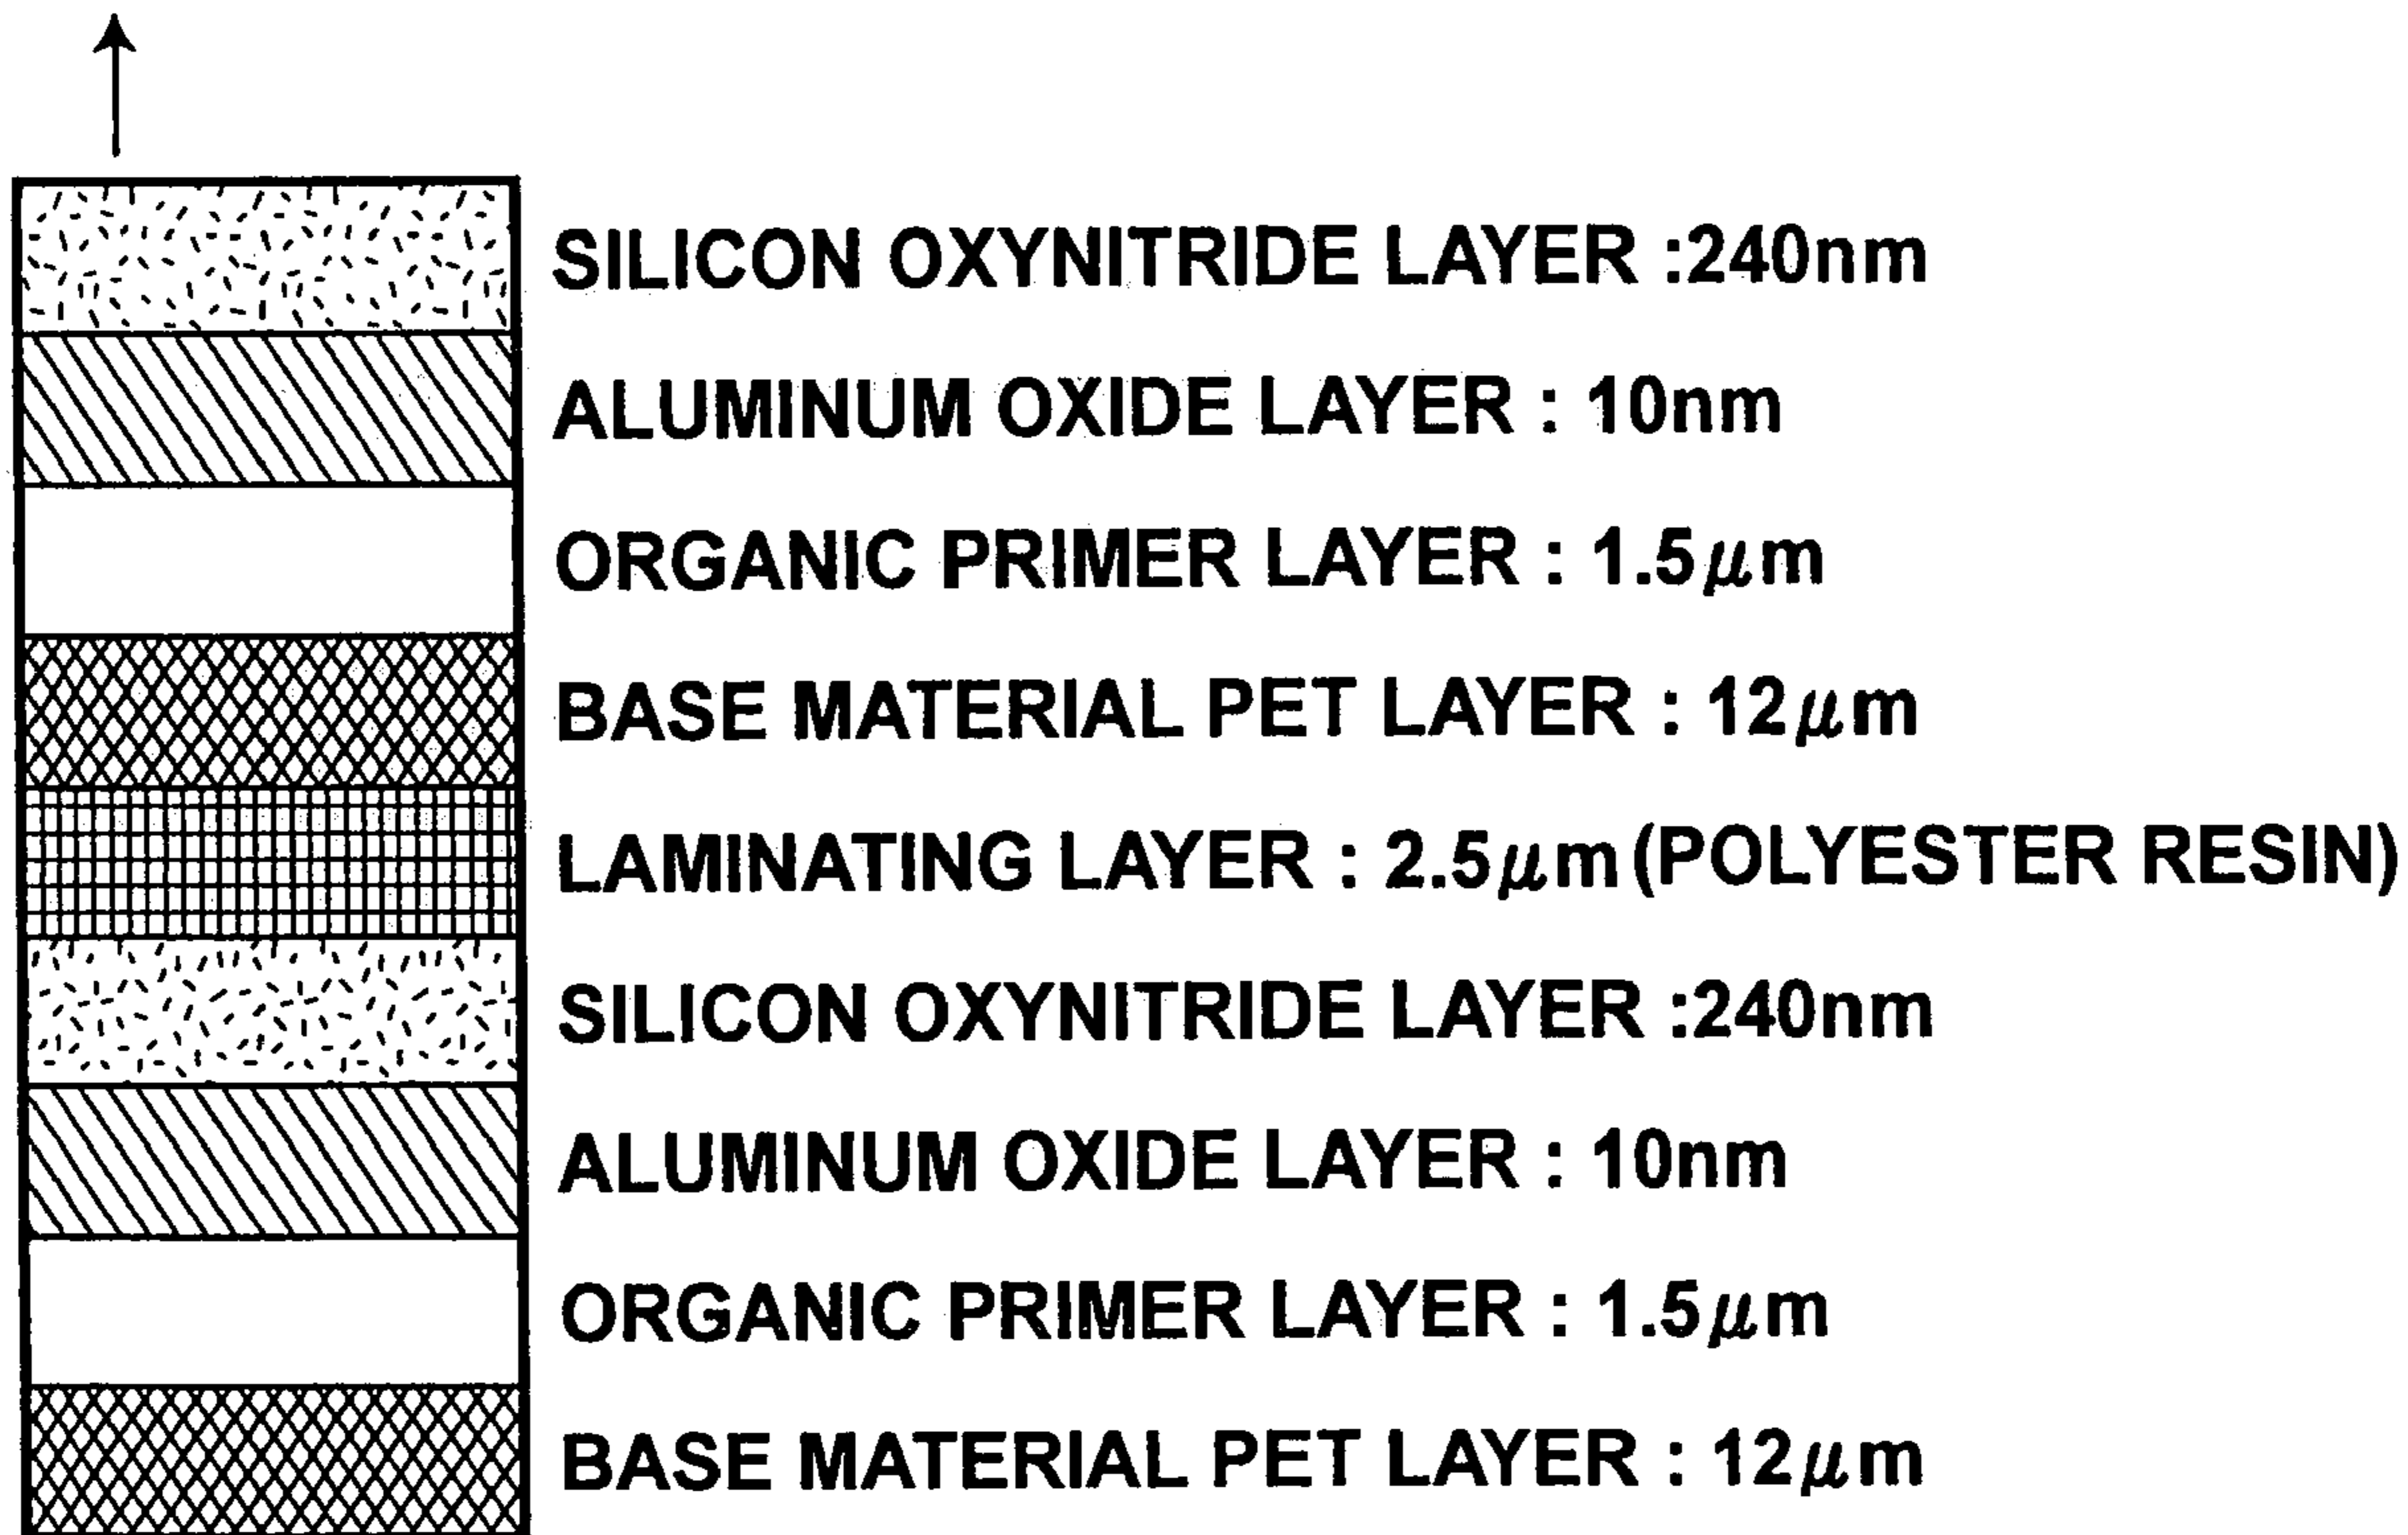 SILICON OXYNITRIDE LAYER :240nm
ALUMINUM OXIDE LAYER : 10nm
ORGANIC PRIMER LAYER : 1.5μm
BASE MATERIAL PET LAYER : 12μm
LAMINATING LAYER : 2.5μm(POLYESTER RESIN)
SILICON OXYNITRIDE LAYER :240nm
ALUMINUM OXIDE LAYER : 10nm
ORGANIC PRIMER LAYER : 1.5μm
BASE MATERIAL PET LAYER : 12μm